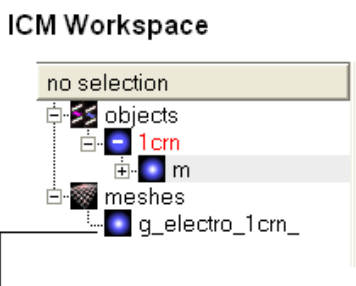 ICM Workspace
no selection
objects
1crn
m
meshes
g_electro_1crn_